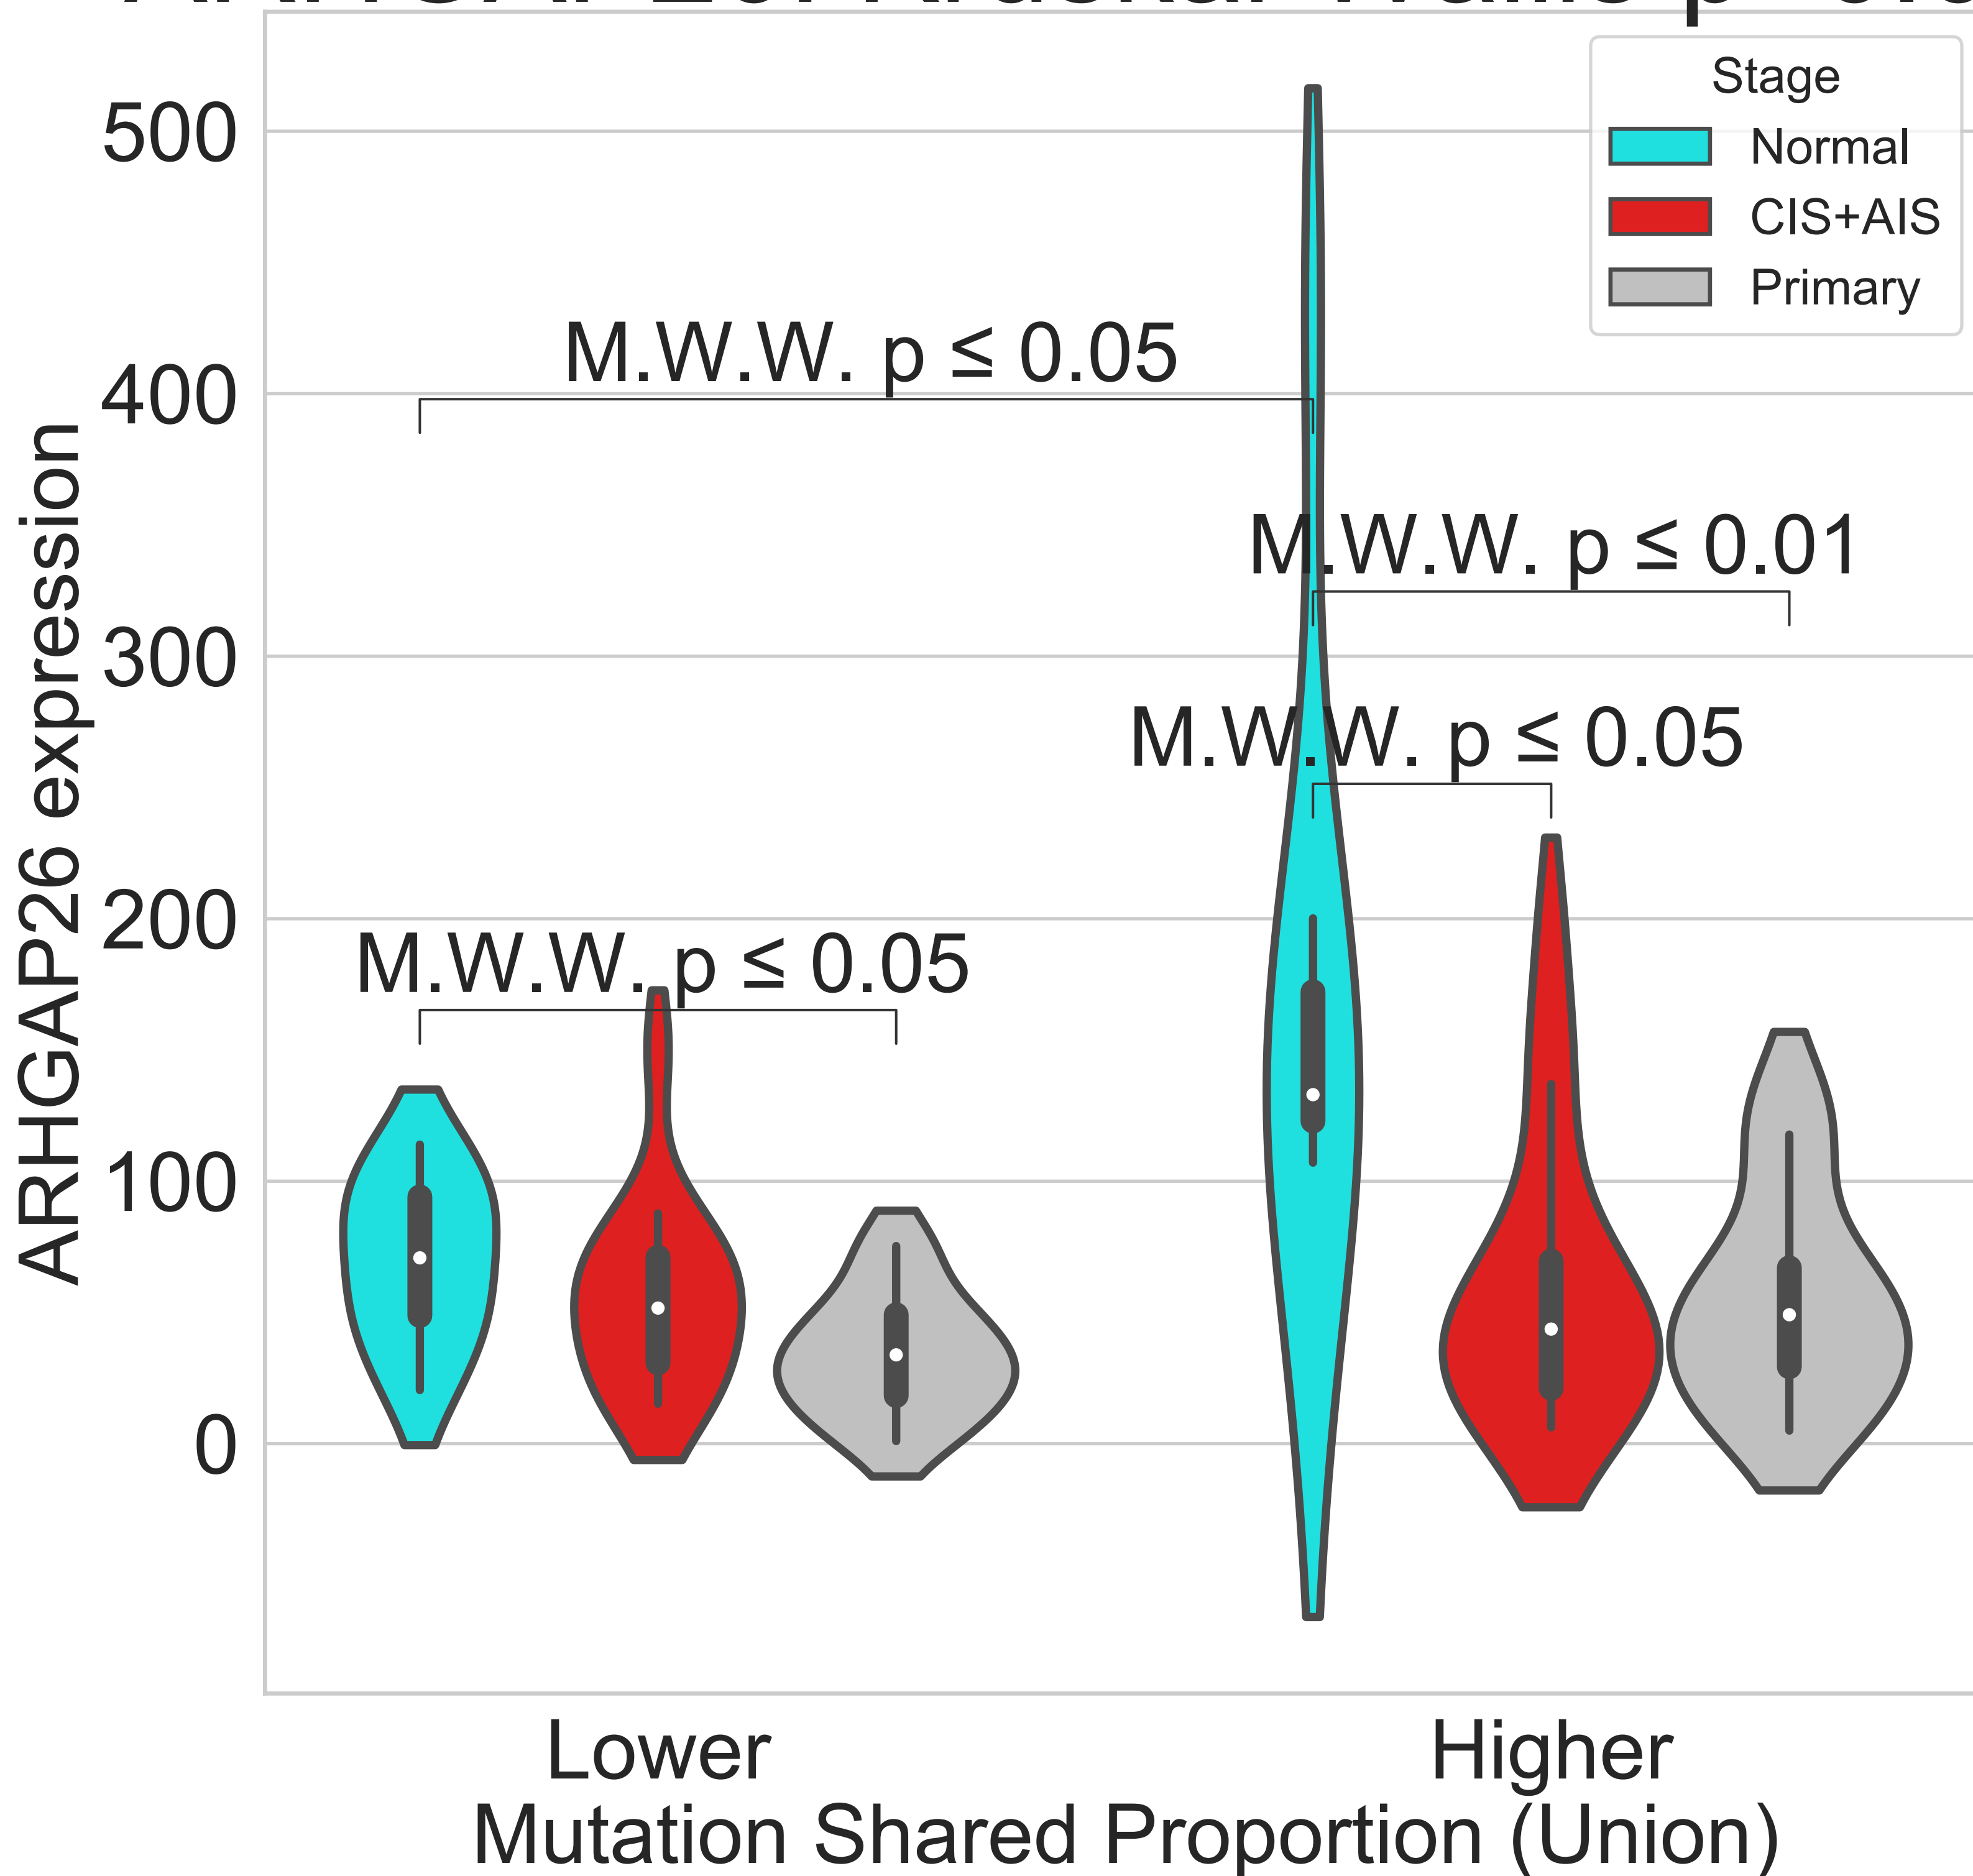 Stage
Normal
CIS+AIS
Primary
500
400
300
200
100
0
ARHGAP26 expression
M.W.W. p ≤ 0.05
M.W.W. p ≤ 0.01
M.W.W. p ≤ 0.05
M.W.W. p ≤ 0.05
Lower
Higher
Mutation Shared Proportion (Union)